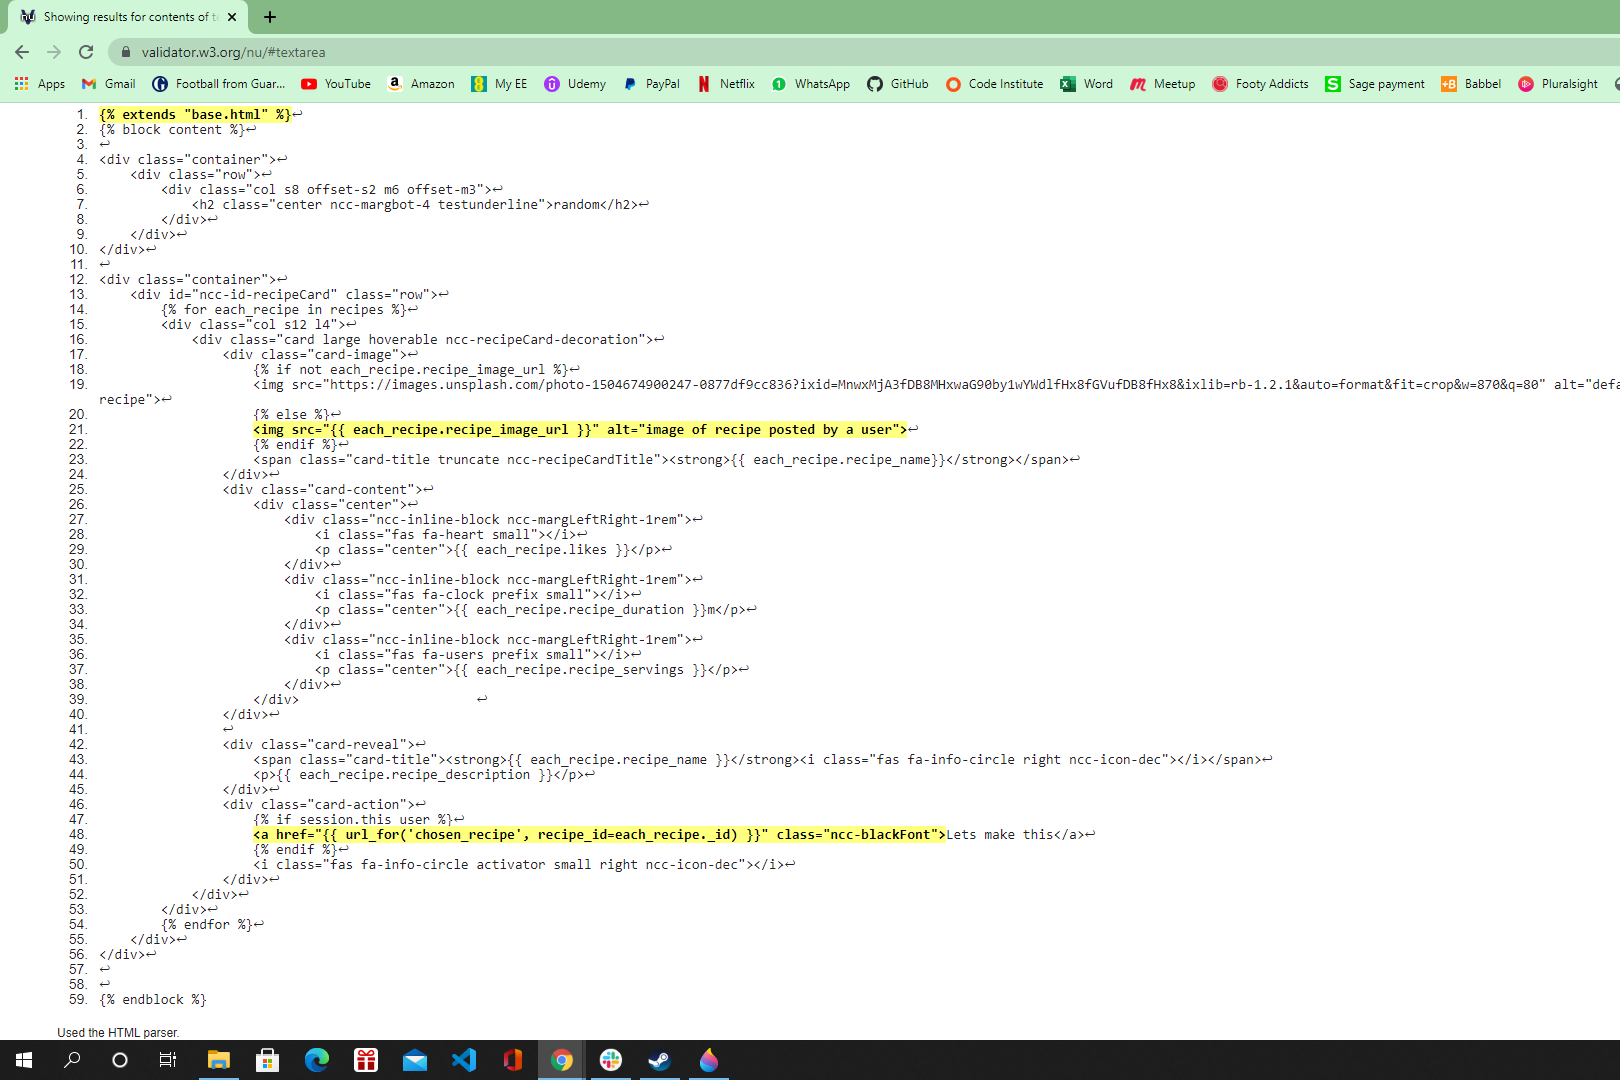 Showing results for contents of t
validator.w3.org/nu/#textarea
Apps Gmail Football from Guar... YouTube Amazon My EE Udemy PayPal Netflix WhatsApp GitHub Code Institute Word Meetup Footy Addicts Sage payment Babbel Pluralsight
1. {% extends "base.html" %}↩
2. {% block content %}↩
3. ↩
4. <div class="container">↩
5.     <div class="row">↩
6.         <div class="col s8 offset-s2 m6 offset-m3">↩
7.             <h2 class="center ncc-margbot-4 testunderline">random</h2>↩
8.         </div>↩
9.     </div>↩
10. </div>↩
11. ↩
12. <div class="container">↩
13.     <div id="ncc-id-recipeCard" class="row">↩
14.         {% for each_recipe in recipes %}↩
15.         <div class="col s12 l4">↩
16.             <div class="card large hoverable ncc-recipeCard-decoration">↩
17.                 <div class="card-image">↩
18.                     {% if not each_recipe.recipe_image_url %}↩
19.                     <img src="https://images.unsplash.com/photo-1504674900247-0877df9cc836?ixid=MnwxMjA3fDB8MHxwaG90by1wYWdlfHx8fGVufDB8fHx8&ixlib=rb-1.2.1&auto=format&fit=crop&w=870&q=80" alt="defa
recipe">↩
20.                     {% else %}↩
21.                     <img src="{{ each_recipe.recipe_image_url }}" alt="image of recipe posted by a user">↩
22.                     {% endif %}↩
23.                     <span class="card-title truncate ncc-recipeCardTitle"><strong>{{ each_recipe.recipe_name}}</strong></span>↩
24.                 </div>↩
25.                 <div class="card-content">↩
26.                     <div class="center">↩
27.                         <div class="ncc-inline-block ncc-margLeftRight-1rem">↩
28.                             <i class="fas fa-heart small"></i>↩
29.                             <p class="center">{{ each_recipe.likes }}</p>↩
30.                         </div>↩
31.                         <div class="ncc-inline-block ncc-margLeftRight-1rem">↩
32.                             <i class="fas fa-clock prefix small"></i>↩
33.                             <p class="center">{{ each_recipe.recipe_duration }}m</p>↩
34.                         </div>↩
35.                         <div class="ncc-inline-block ncc-margLeftRight-1rem">↩
36.                             <i class="fas fa-users prefix small"></i>↩
37.                             <p class="center">{{ each_recipe.recipe_servings }}</p>↩
38.                         </div>↩
39.                     </div>                       ↩
40.                 </div>↩
41.                 ↩
42.                 <div class="card-reveal">↩
43.                     <span class="card-title"><strong>{{ each_recipe.recipe_name }}</strong><i class="fas fa-info-circle right ncc-icon-dec"></i></span>↩
44.                     <p>{{ each_recipe.recipe_description }}</p>↩
45.                 </div>↩
46.                 <div class="card-action">↩
47.                     {% if session.this_user %}↩
48.                     <a href="{{ url_for('chosen_recipe', recipe_id=each_recipe._id) }}" class="ncc-blackFont">Lets make this</a>↩
49.                     {% endif %}↩
50.                     <i class="fas fa-info-circle activator small right ncc-icon-dec"></i>↩
51.                 </div>↩
52.             </div>↩
53.         </div>↩
54.         {% endfor %}↩
55.     </div>↩
56. </div>↩
57. ↩
58. ↩
59. {% endblock %}
Used the HTML parser.